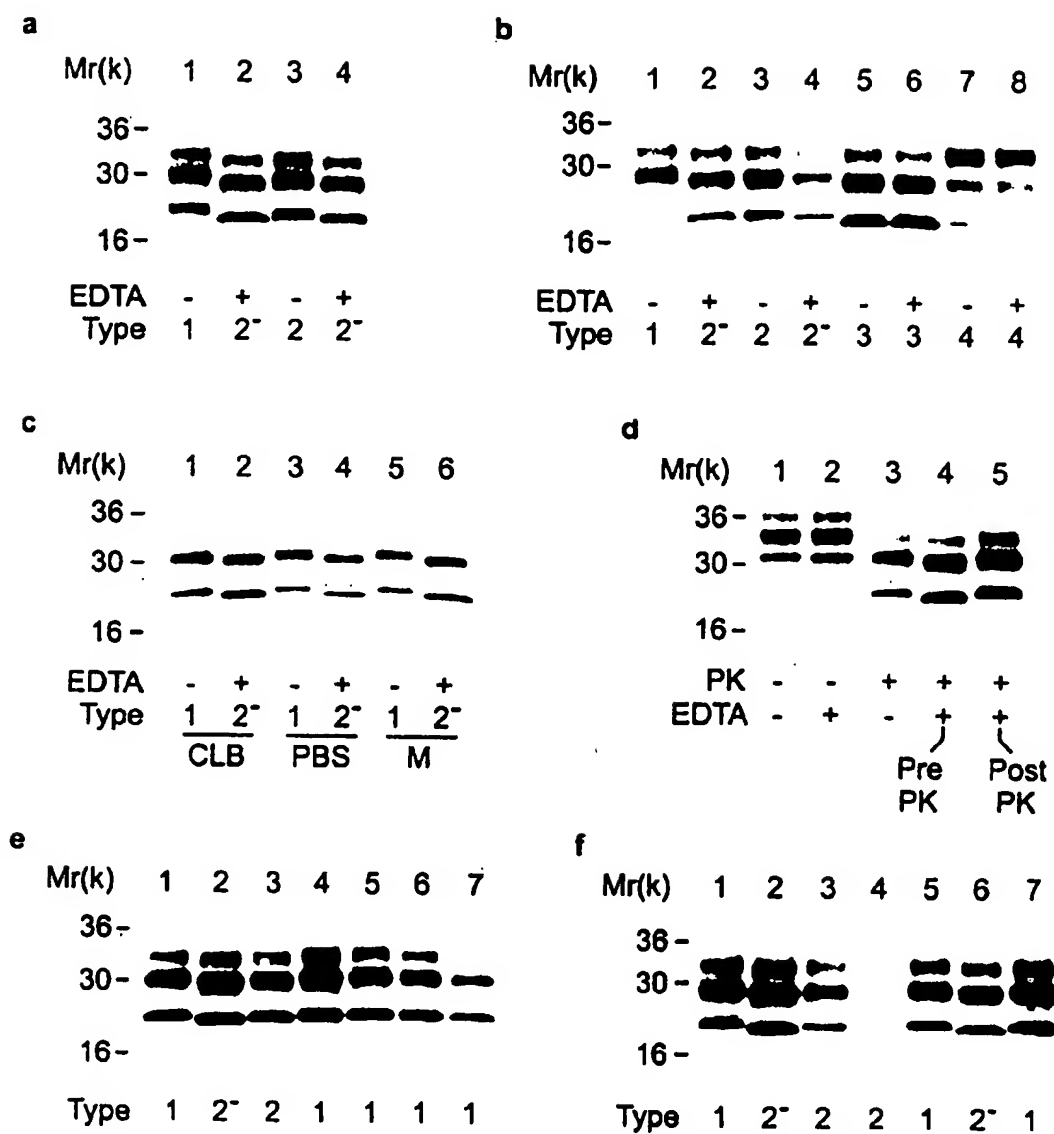 a
Mr(k) 1 2 3 4
36 –
30 –
16 –
EDTA - + - +
Type 1 2⁻ 2 2⁻
b
Mr(k) 1 2 3 4 5 6 7 8
36 –
30 –
16 –
EDTA - + - + - + - +
Type 1 2⁻ 2 2⁻ 3 3 4 4
c
Mr(k) 1 2 3 4 5 6
36 –
30 –
16 –
EDTA - + - + - +
Type 1 2⁻ 1 2⁻ 1 2⁻
CLB PBS M
d
Mr(k) 1 2 3 4 5
36 –
30 –
16 –
PK - - + + +
EDTA - + - + +
Pre Post
PK PK
e
Mr(k) 1 2 3 4 5 6 7
36 –
30 –
16 –
Type 1 2⁻ 2 1 1 1 1
f
Mr(k) 1 2 3 4 5 6 7
36 –
30 –
16 –
Type 1 2⁻ 2 2 1 2⁻ 1